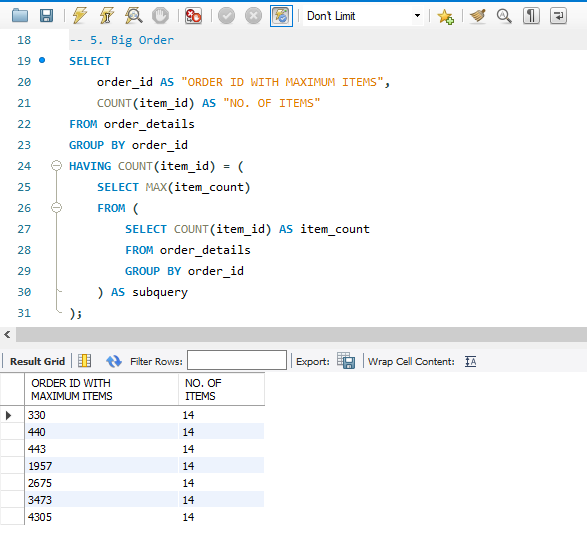 Don't Limit
18 -- 5. Big Order
19 SELECT
20 order_id AS "ORDER ID WITH MAXIMUM ITEMS",
21 COUNT(item_id) AS "NO. OF ITEMS"
22 FROM order_details
23 GROUP BY order_id
24 HAVING COUNT(item_id) = (
25 SELECT MAX(item_count)
26 FROM (
27 SELECT COUNT(item_id) AS item_count
28 FROM order_details
29 GROUP BY order_id
30 ) AS subquery
31 );
Result Grid Filter Rows: Export: Wrap Cell Content:
ORDER ID WITH NO. OF
MAXIMUM ITEMS ITEMS
330 14
440 14
443 14
1957 14
2675 14
3473 14
4305 14